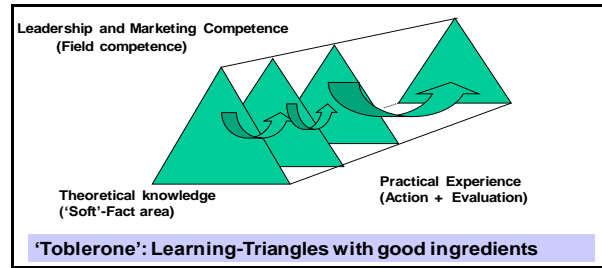 Leadership and Marketing Competence
(Field competence)
Theoretical knowledge
('Soft'-Fact area)
Practical Experience
(Action + Evaluation)
'Toblerone': Learning-Triangles with good ingredients